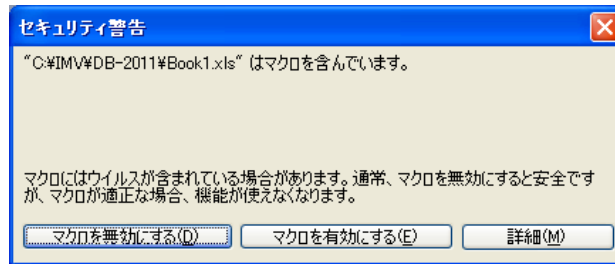 セキュリティ警告
"C:¥IMV¥DB-2011¥Book1.xls" はマクロを含んでいます。
マクロにはウイルスが含まれている場合があります。通常、マクロを無効にすると安全です
が、マクロが適正な場合、機能が使えなくなります。
マクロを無効にする(D) マクロを有効にする(E) 詳細(M)